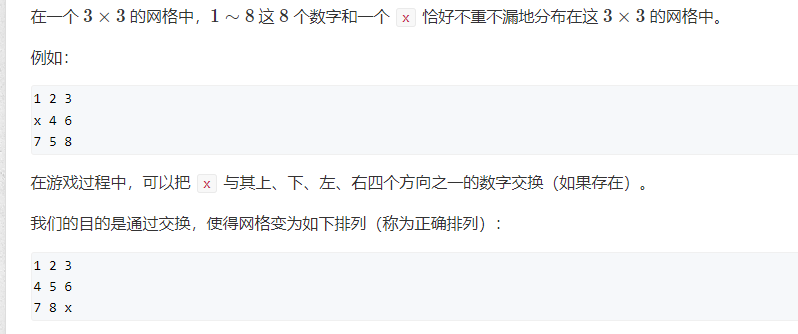 在一个 3 × 3 的网格中，1 ∼ 8 这 8 个数字和一个 x 恰好不重不漏地分布在这 3 × 3 的网格中。
例如：
1 2 3
x 4 6
7 5 8
在游戏过程中，可以把 x 与其上、下、左、右四个方向之一的数字交换（如果存在）。
我们的目的是通过交换，使得网格变为如下排列（称为正确排列）：
1 2 3
4 5 6
7 8 x